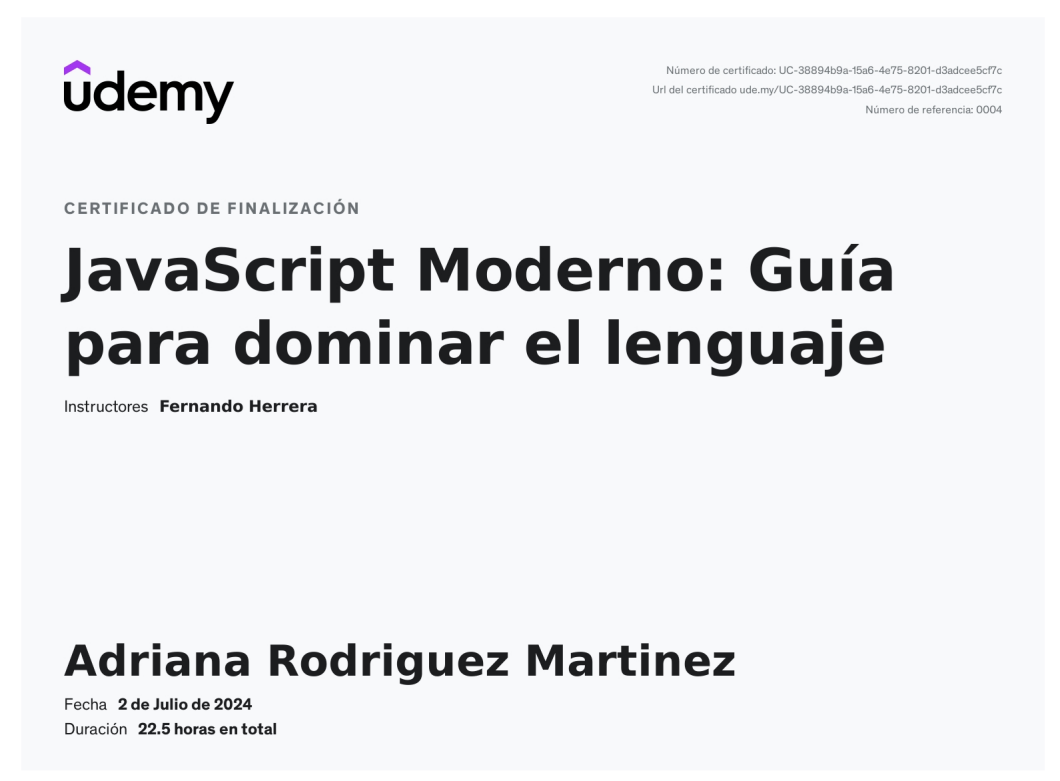 udemy
Número de certificado: UC-38894b9a-15a6-4e75-8201-d3adcee5cf7c
Url del certificado ude.my/UC-38894b9a-15a6-4e75-8201-d3adcee5cf7c
Número de referencia: 0004
CERTIFICADO DE FINALIZACIÓN
JavaScript Moderno: Guía
para dominar el lenguaje
Instructores Fernando Herrera
Adriana Rodriguez Martinez
Fecha 2 de Julio de 2024
Duración 22.5 horas en total